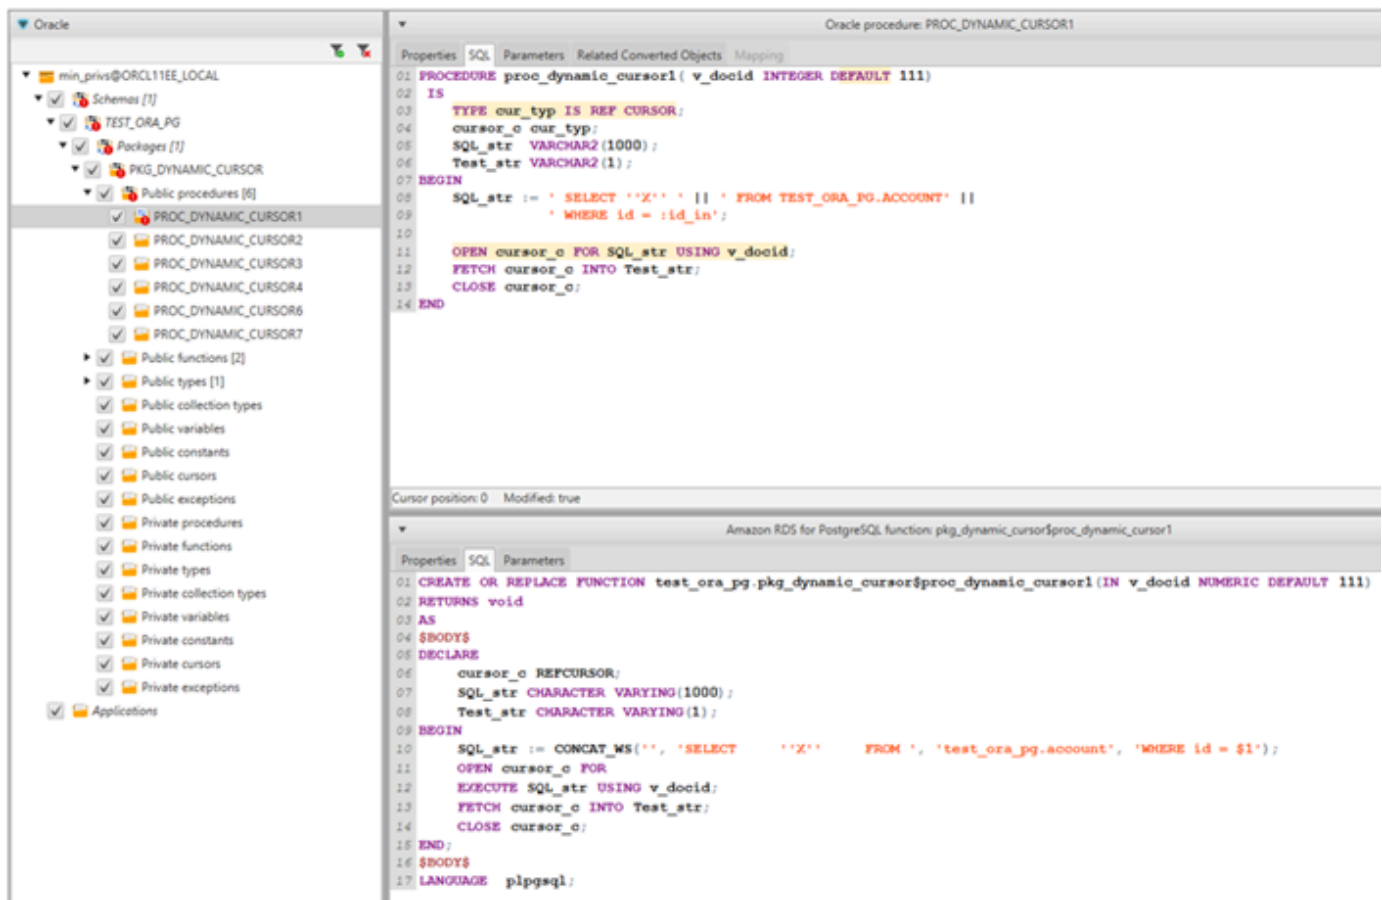 Oracle
min_privs@ORCL11EE_LOCAL
Schemas [1]
TEST_ORA_PG
Packages [1]
PKG_DYNAMIC_CURSOR
Public procedures [6]
PROC_DYNAMIC_CURSOR1
PROC_DYNAMIC_CURSOR2
PROC_DYNAMIC_CURSOR3
PROC_DYNAMIC_CURSOR4
PROC_DYNAMIC_CURSOR6
PROC_DYNAMIC_CURSOR7
Public functions [2]
Public types [1]
Public collection types
Public variables
Public constants
Public cursors
Public exceptions
Private procedures
Private functions
Private types
Private collection types
Private variables
Private constants
Private cursors
Private exceptions
Applications
Oracle procedure: PROC_DYNAMIC_CURSOR1
Properties SQL Parameters Related Converted Objects Mapping
01 PROCEDURE proc_dynamic_cursor1( v_docid INTEGER DEFAULT 111)
02 IS
03 TYPE cur_typ IS REF CURSOR;
04 cursor_c cur_typ;
05 SQL_str VARCHAR2(1000);
06 Test_str VARCHAR2(1);
07 BEGIN
08 SQL_str := ' SELECT ''X'' ' || ' FROM TEST_ORA_PG.ACCOUNT' ||
09 ' WHERE id = :id_in';
10
11 OPEN cursor_c FOR SQL_str USING v_docid;
12 FETCH cursor_c INTO Test_str;
13 CLOSE cursor_c;
14 END
Cursor position: 0 Modified: true
Amazon RDS for PostgreSQL function: pkg_dynamic_cursor$proc_dynamic_cursor1
Properties SQL Parameters
01 CREATE OR REPLACE FUNCTION test_ora_pg.pkg_dynamic_cursor$proc_dynamic_cursor1(IN v_docid NUMERIC DEFAULT 111)
02 RETURNS void
03 AS
04 $BODY$
05 DECLARE
06 cursor_c REFCURSOR;
07 SQL_str CHARACTER VARYING(1000);
08 Test_str CHARACTER VARYING(1);
09 BEGIN
10 SQL_str := CONCAT_WS('', 'SELECT ''X'' FROM ', 'test_ora_pg.account', 'WHERE id = $1');
11 OPEN cursor_c FOR
12 EXECUTE SQL_str USING v_docid;
13 FETCH cursor_c INTO Test_str;
14 CLOSE cursor_c;
15 END;
16 $BODY$
17 LANGUAGE plpgsql;